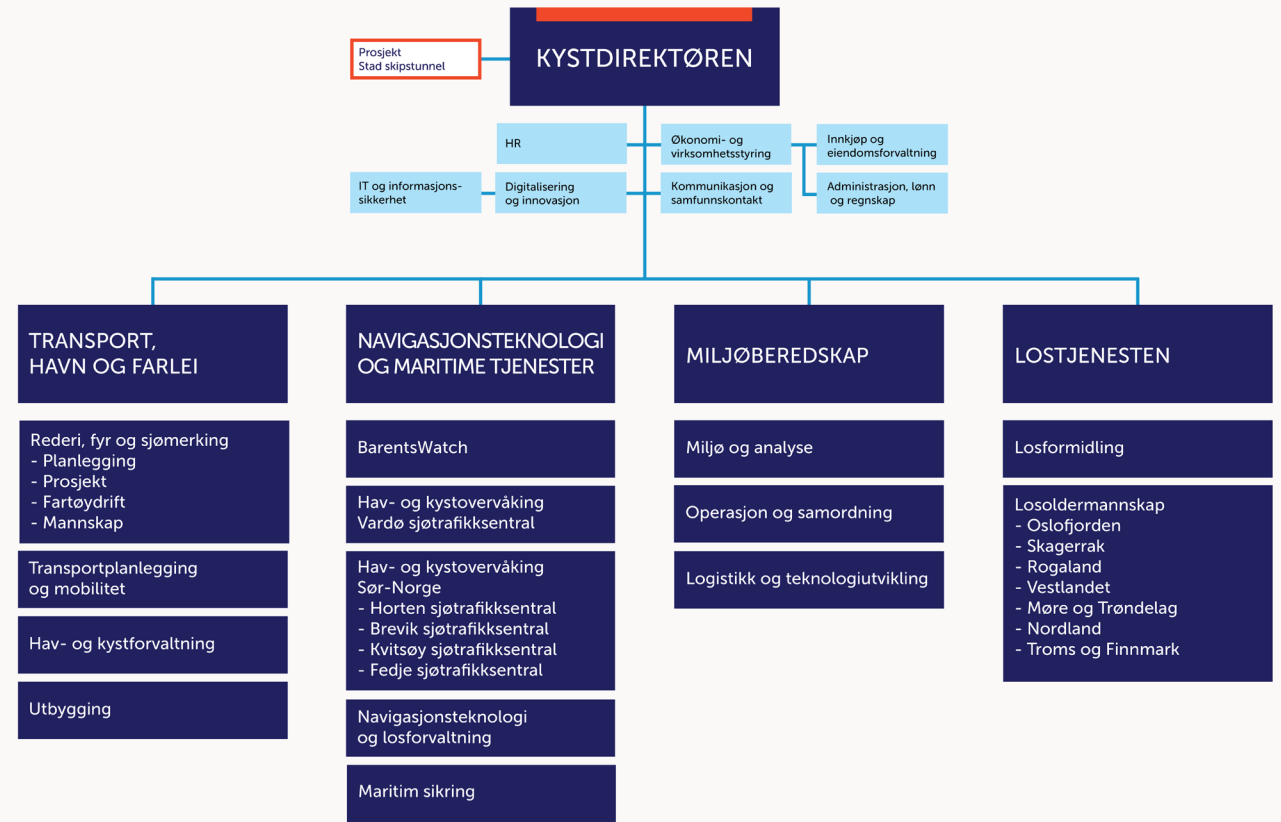 KYSTDIREKTØREN
Prosjekt
Stad skipstunnel
HR
Økonomi- og
virksomhetsstyring
Innkjøp og
eiendomsforvaltning
IT og informasjons-
sikkerhet
Digitalisering
og innovasjon
Kommunikasjon og
samfunnskontakt
Administrasjon, lønn
og regnskap
TRANSPORT,
HAVN OG FARLEI
Rederi, fyr og sjømerking
- Planlegging
- Prosjekt
- Fartøydrift
- Mannskap
Transportplanlegging
og mobilitet
Hav- og kystforvaltning
Utbygging
NAVIGASJONSTEKNOLOGI
OG MARITIME TJENESTER
BarentsWatch
Hav- og kystovervåking
Vardø sjøtrafikksentral
Hav- og kystovervåking
Sør-Norge
- Horten sjøtrafikksentral
- Brevik sjøtrafikksentral
- Kvitsøy sjøtrafikksentral
- Fedje sjøtrafikksentral
Navigasjonsteknologi
og losforvaltning
Maritim sikring
MILJØBEREDSKAP
Miljø og analyse
Operasjon og samordning
Logistikk og teknologiutvikling
LOSTJENESTEN
Losformidling
Losoldermannskap
- Oslofjorden
- Skagerrak
- Rogaland
- Vestlandet
- Møre og Trøndelag
- Nordland
- Troms og Finnmark